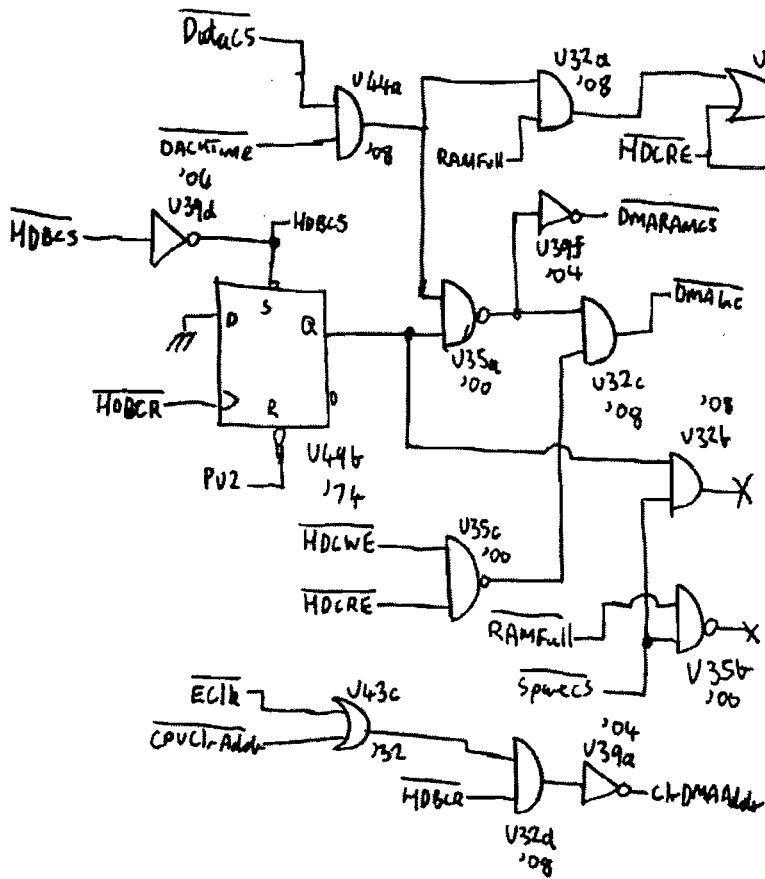 DataCS
U44a
'08
U32a
'08
U
DACKTime
RAMFull
HDCRE
'04
U39d
HDBCS
HDBCS
DMARAMCS
U39f
'04
D
S
Q
R
U35a
'00
DMAInc
U32c
'08
HDBCR
PU2
U49b
'74
'08
U32b
X
HDCWE
HDCRE
U35c
'00
RAMFull
X
U35b
'00
SpareCS
EClk
U43c
'32
CPUClrAddr
'04
U39a
HDBCR
ClrDMAAddr
U32d
'08